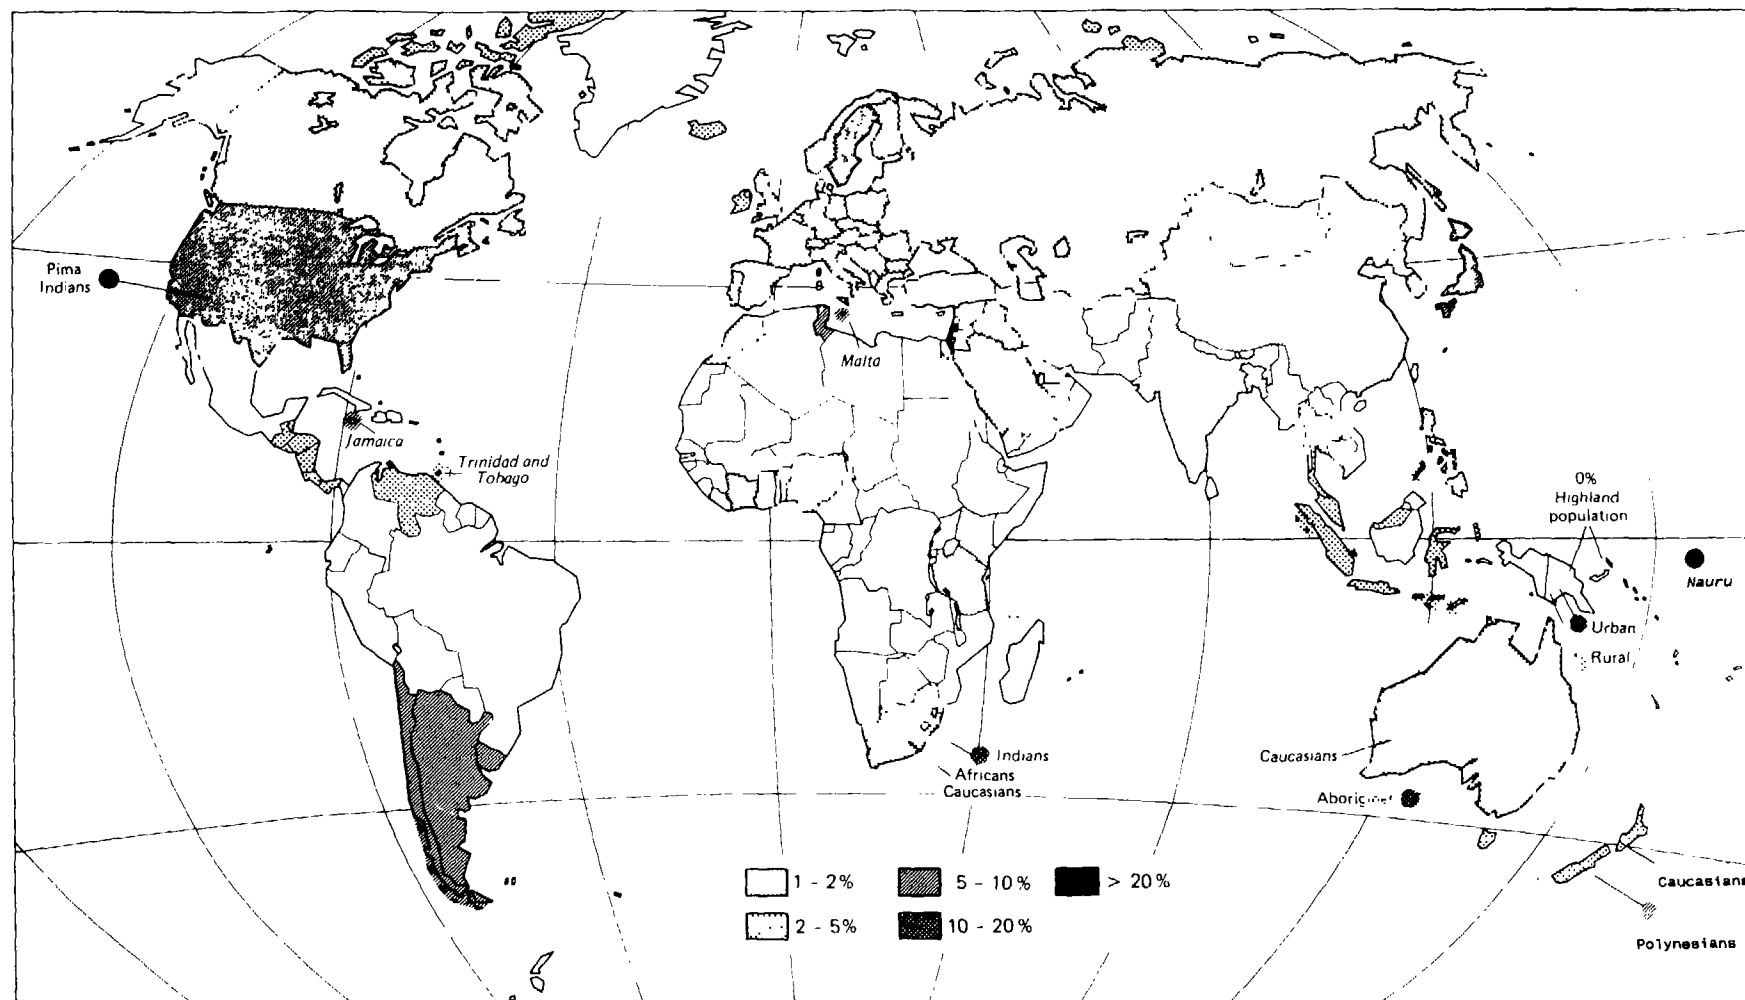 Pima
Indians
Malta
Jamaica
Trinidad and
Tobago
0%
Highland
population
Nauru
Urban
Rural
Indians
Africans
Caucasians
Caucasians
1 - 2%
5 - 10%
> 20%
2 - 5%
10 - 20%
Caucasians
Polynesians